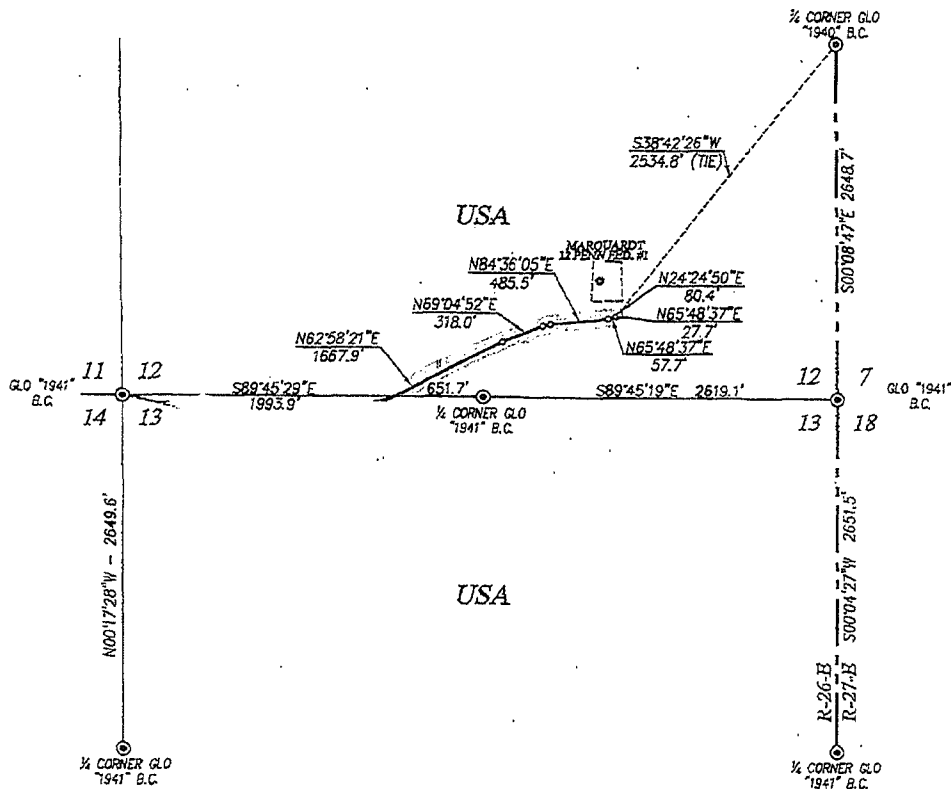 ¼ CORNER GLO
"1940" B.C.
S38°42'26"W
2534.8' (TIE)
S00°08'47"E 2648.7'
USA
MARQUARDT
12 PENN FED. #1
N84°36'05"E
485.5'
N24°24'50"E
80.4'
N69°04'52"E
318.0'
N65°48'37"E
27.7'
N62°58'21"E
1667.9'
N65°48'37"E
57.7'
11 12
12 7
GLO "1941"
B.C.
S89°45'29"E
1993.9'
651.7'
S89°45'19"E 2619.1'
GLO "1941"
B.C.
14 13
¼ CORNER GLO
"1941" B.C.
13 18
N00°17'28"W - 2649.6'
S00°04'27"W 2651.5'
USA
R-26-E
R-27-E
¼ CORNER GLO
"1941" B.C.
¼ CORNER GLO
"1941" B.C.